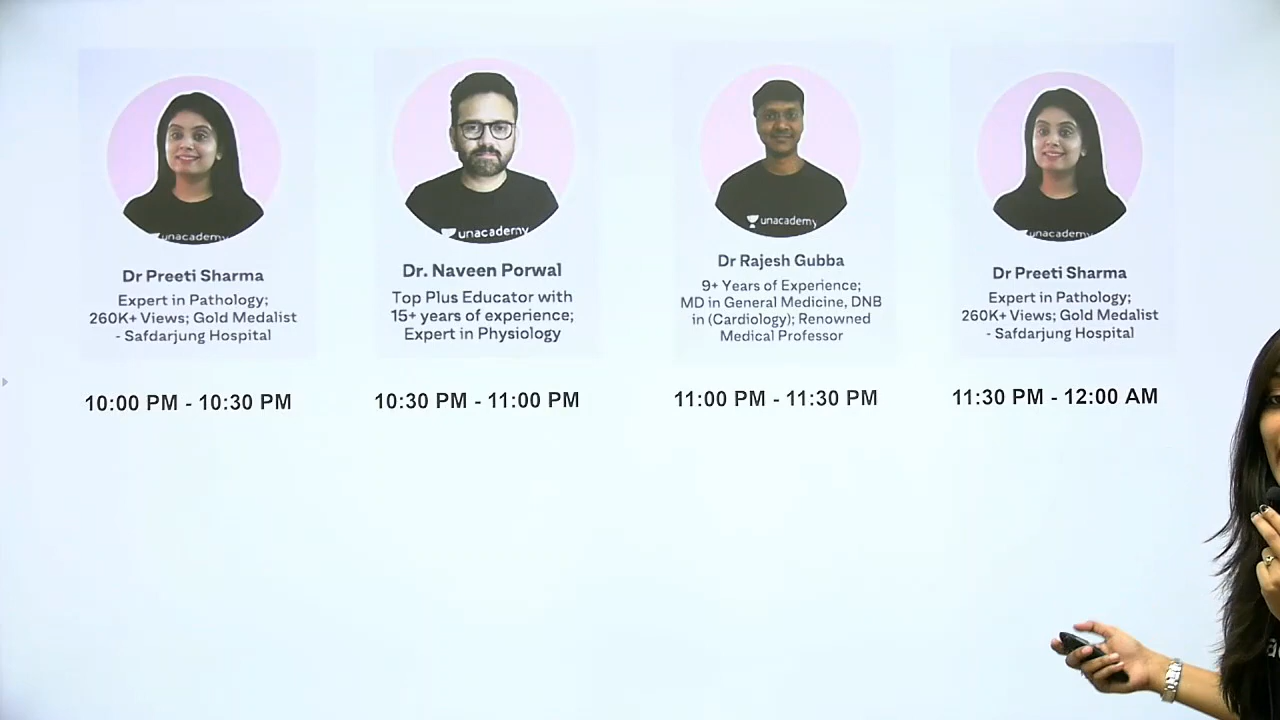 unacademy
Dr Preeti Sharma
Expert in Pathology;
260K+ Views; Gold Medalist
- Safdarjung Hospital
10:00 PM - 10:30 PM
unacademy
Dr. Naveen Porwal
Top Plus Educator with
15+ years of experience;
Expert in Physiology
10:30 PM - 11:00 PM
unacademy
Dr Rajesh Gubba
9+ Years of Experience;
MD in General Medicine, DNB
in (Cardiology); Renowned
Medical Professor
11:00 PM - 11:30 PM
unacademy
Dr Preeti Sharma
Expert in Pathology;
260K+ Views; Gold Medalist
- Safdarjung Hospital
11:30 PM - 12:00 AM